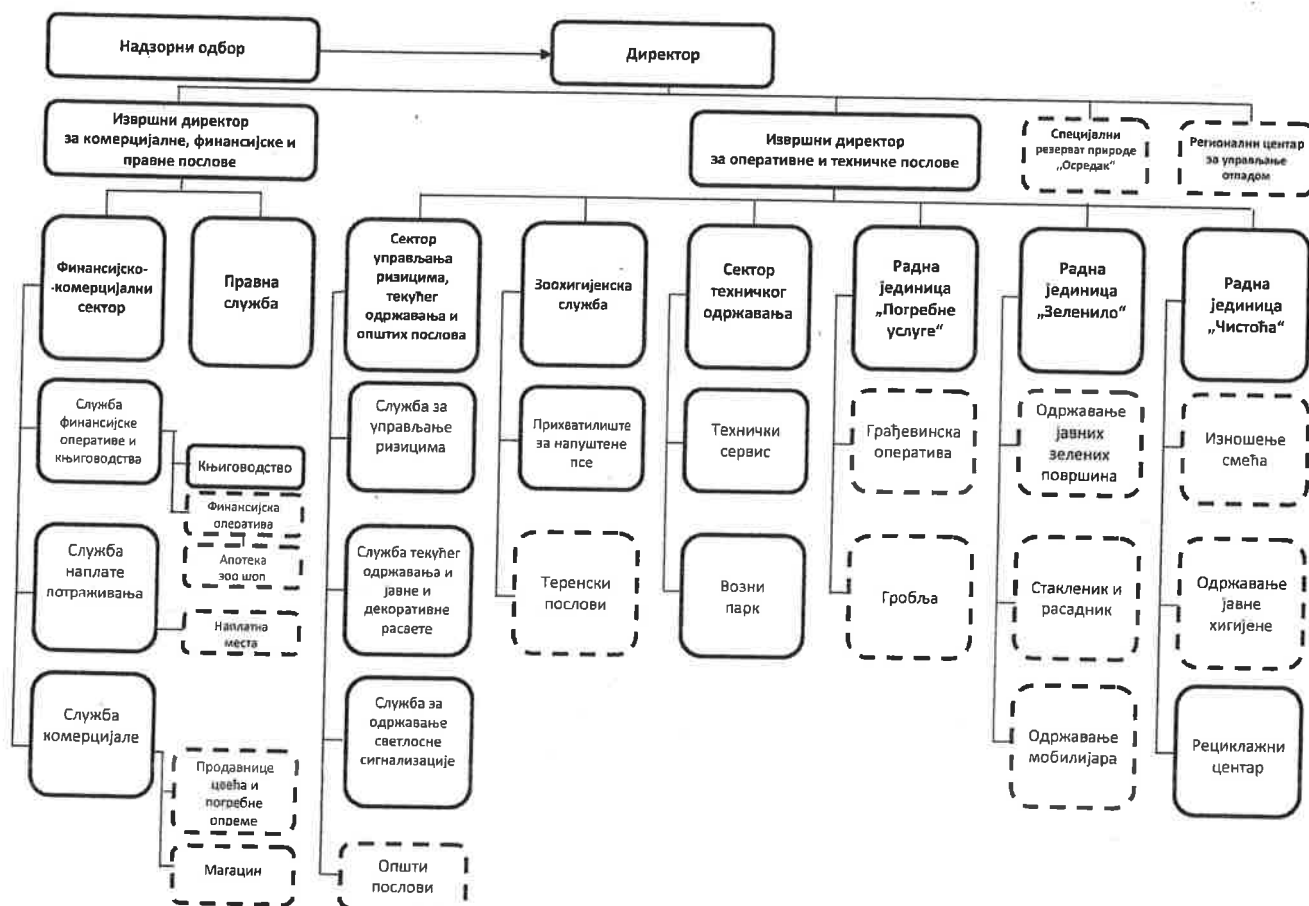 Надзорни одбор
Директор
Извршни директор
за комерцијалне, финансијске и
правне послове
Извршни директор
за оперативне и техничке послове
Специјвлни
резерват природе
„Осредак“
Регионални центар
за управљање
отпадом
Финансијско-
-комерцијални
сектор
Правна
служба
Сектор
управљања
ризицима,
текућег
одржавања и
општих послова
Зоохигијенска
служба
Сектор
техничког
одржавања
Радна
јединица
„Погребне
услуге“
Радна
јединица
„Зеленило“
Радна
јединица
„Чистоћа“
Служба
финансијске
оперативе и
књиговодства
Књиговодство
Финансијска
оператива
Апотека
зоо шоп
Служба
наплате
потраживања
Наплатна
места
Служба
комерцијале
Продавнице
цвећа и
погребне
опреме
Магацин
Служба за
управљање
ризицима
Служба текућег
одржавања и
јавне и
декоративне
расвете
Служба за
одржавање
светлосне
сигнализације
Општи
послови
Прихватилиште
за напуштене
псе
Теренски
послови
Технички
сервис
Возни
парк
Грађевинска
оператива
Гробља
Одржавање
јавних
зелених
површина
Стакленик и
расадник
Одржавање
мобилијара
Изношење
смећа
Одржавање
јавне
хигијене
Рециклажни
центар